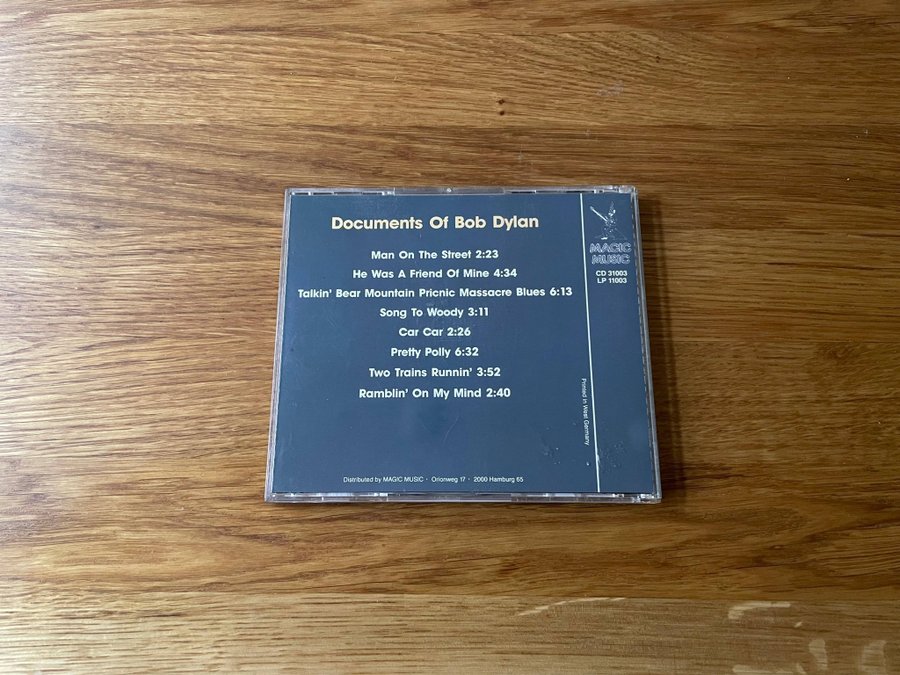 Documents Of Bob Dylan
Man On The Street 2:23
He Was A Friend Of Mine 4:34
Talkin' Bear Mountain Pricnic Massacre Blues 6:13
Song To Woody 3:11
Car Car 2:26
Pretty Polly 6:32
Two Trains Runnin' 3:52
Ramblin' On My Mind 2:40
Distributed by MAGIC MUSIC · Orionweg 17 · 2000 Hamburg 65
MAGIC
MUSIC
CD 31003
LP 11003
Printed in West Germany